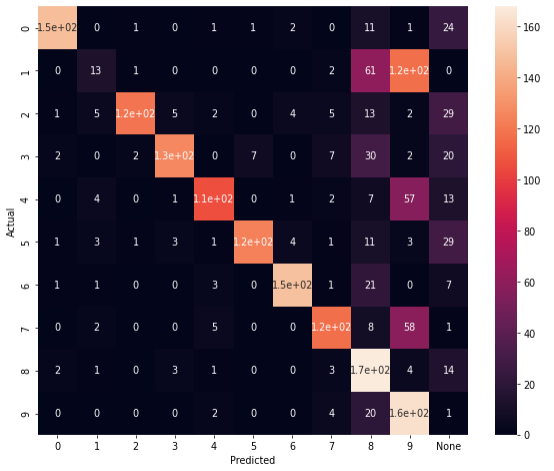 0 1.5e+02 0 1 0 1 1 2 0 11 1 24
1 0 13 1 0 0 0 0 2 61 1.2e+02 0
2 1 5 1.2e+02 5 2 0 4 5 13 2 29
3 2 0 2 1.3e+02 0 7 0 7 30 2 20
4 0 4 0 1 1.1e+02 0 1 2 7 57 13
5 1 3 1 3 1 1.2e+02 4 1 11 3 29
6 1 1 0 0 3 0 1.5e+02 1 21 0 7
7 0 2 0 0 5 0 0 1.2e+02 8 58 1
8 2 1 0 3 1 0 0 3 1.7e+02 4 14
9 0 0 0 0 2 0 0 4 20 1.6e+02 1
0 1 2 3 4 5 6 7 8 9 None
Predicted
Actual
160
140
120
100
80
60
40
20
0